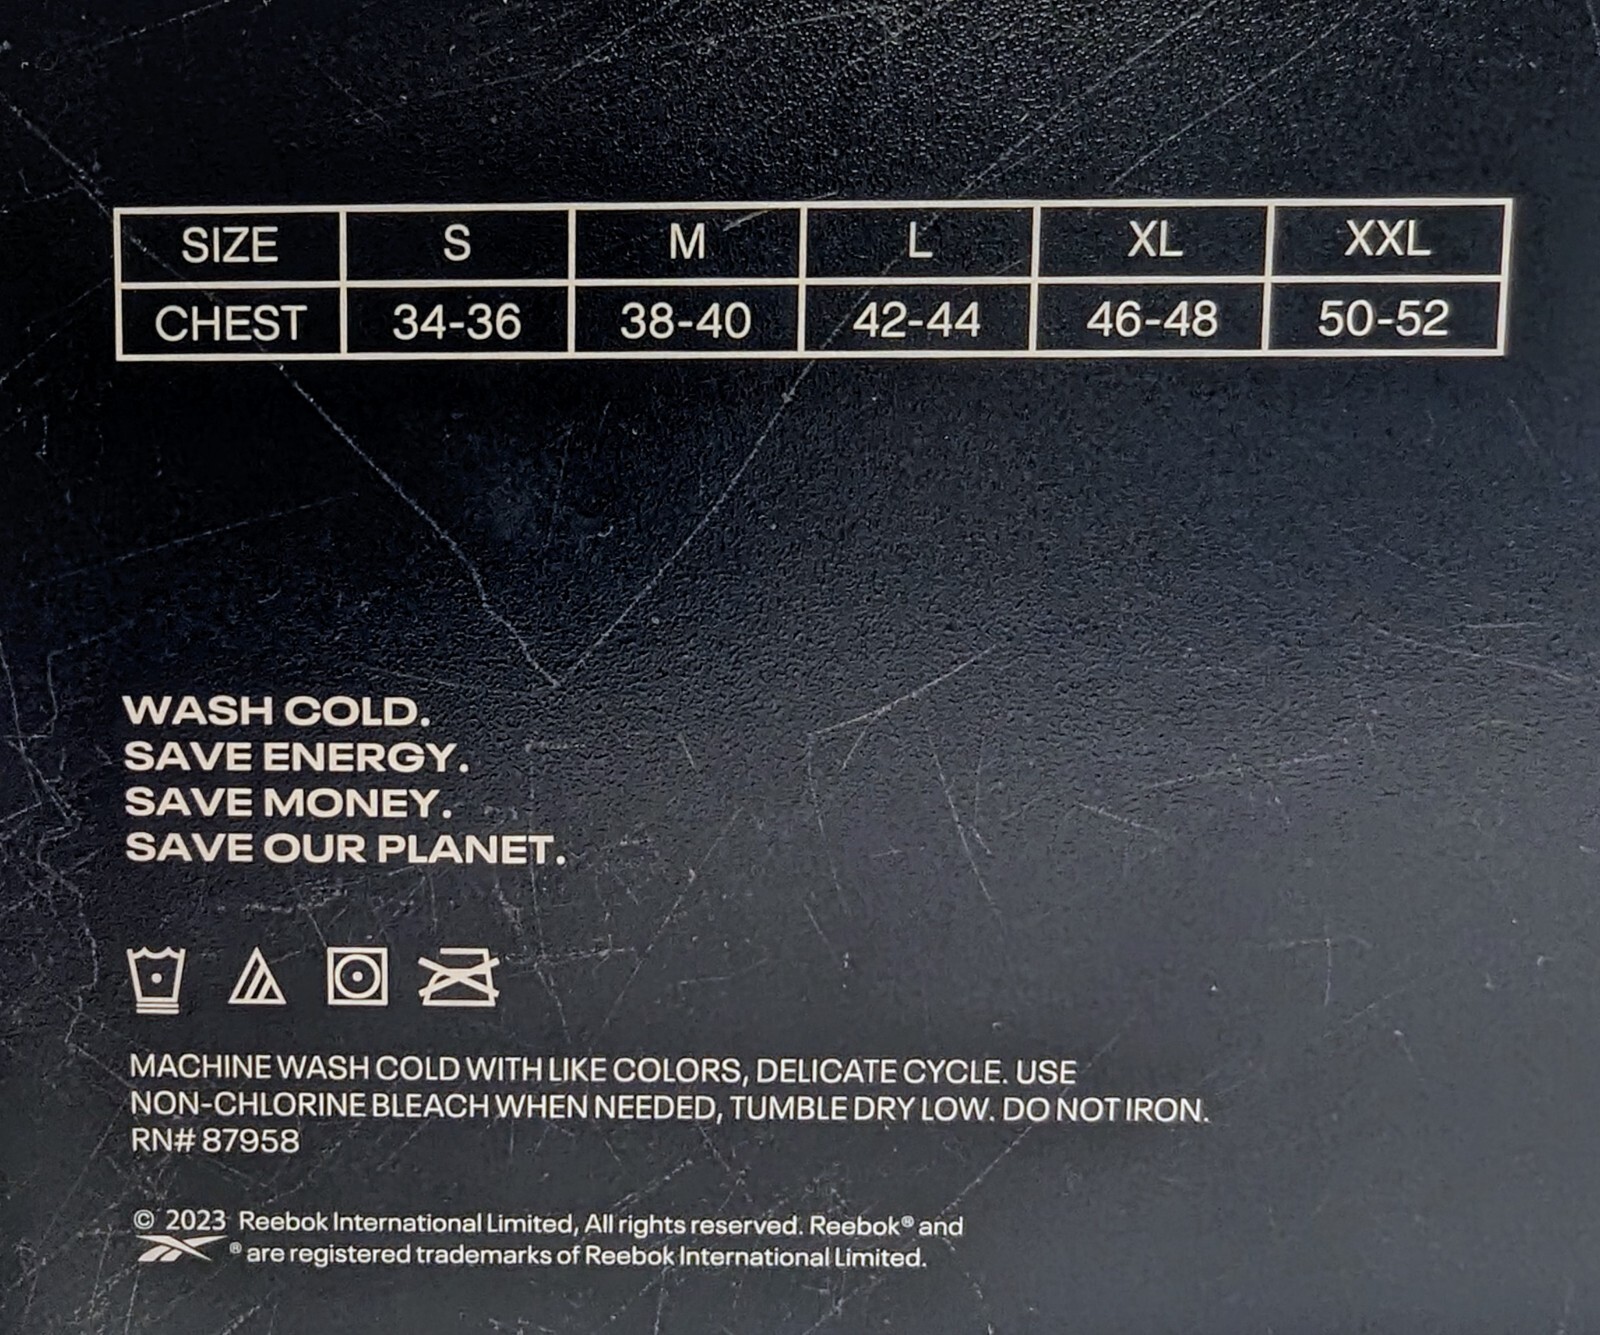 SIZE S M L XL XXL
CHEST 34-36 38-40 42-44 46-48 50-52
WASH COLD.
SAVE ENERGY.
SAVE MONEY.
SAVE OUR PLANET.
MACHINE WASH COLD WITH LIKE COLORS, DELICATE CYCLE. USE
NON-CHLORINE BLEACH WHEN NEEDED, TUMBLE DRY LOW. DO NOT IRON.
RN# 87958
© 2023 Reebok International Limited, All rights reserved. Reebok® and
® are registered trademarks of Reebok International Limited.